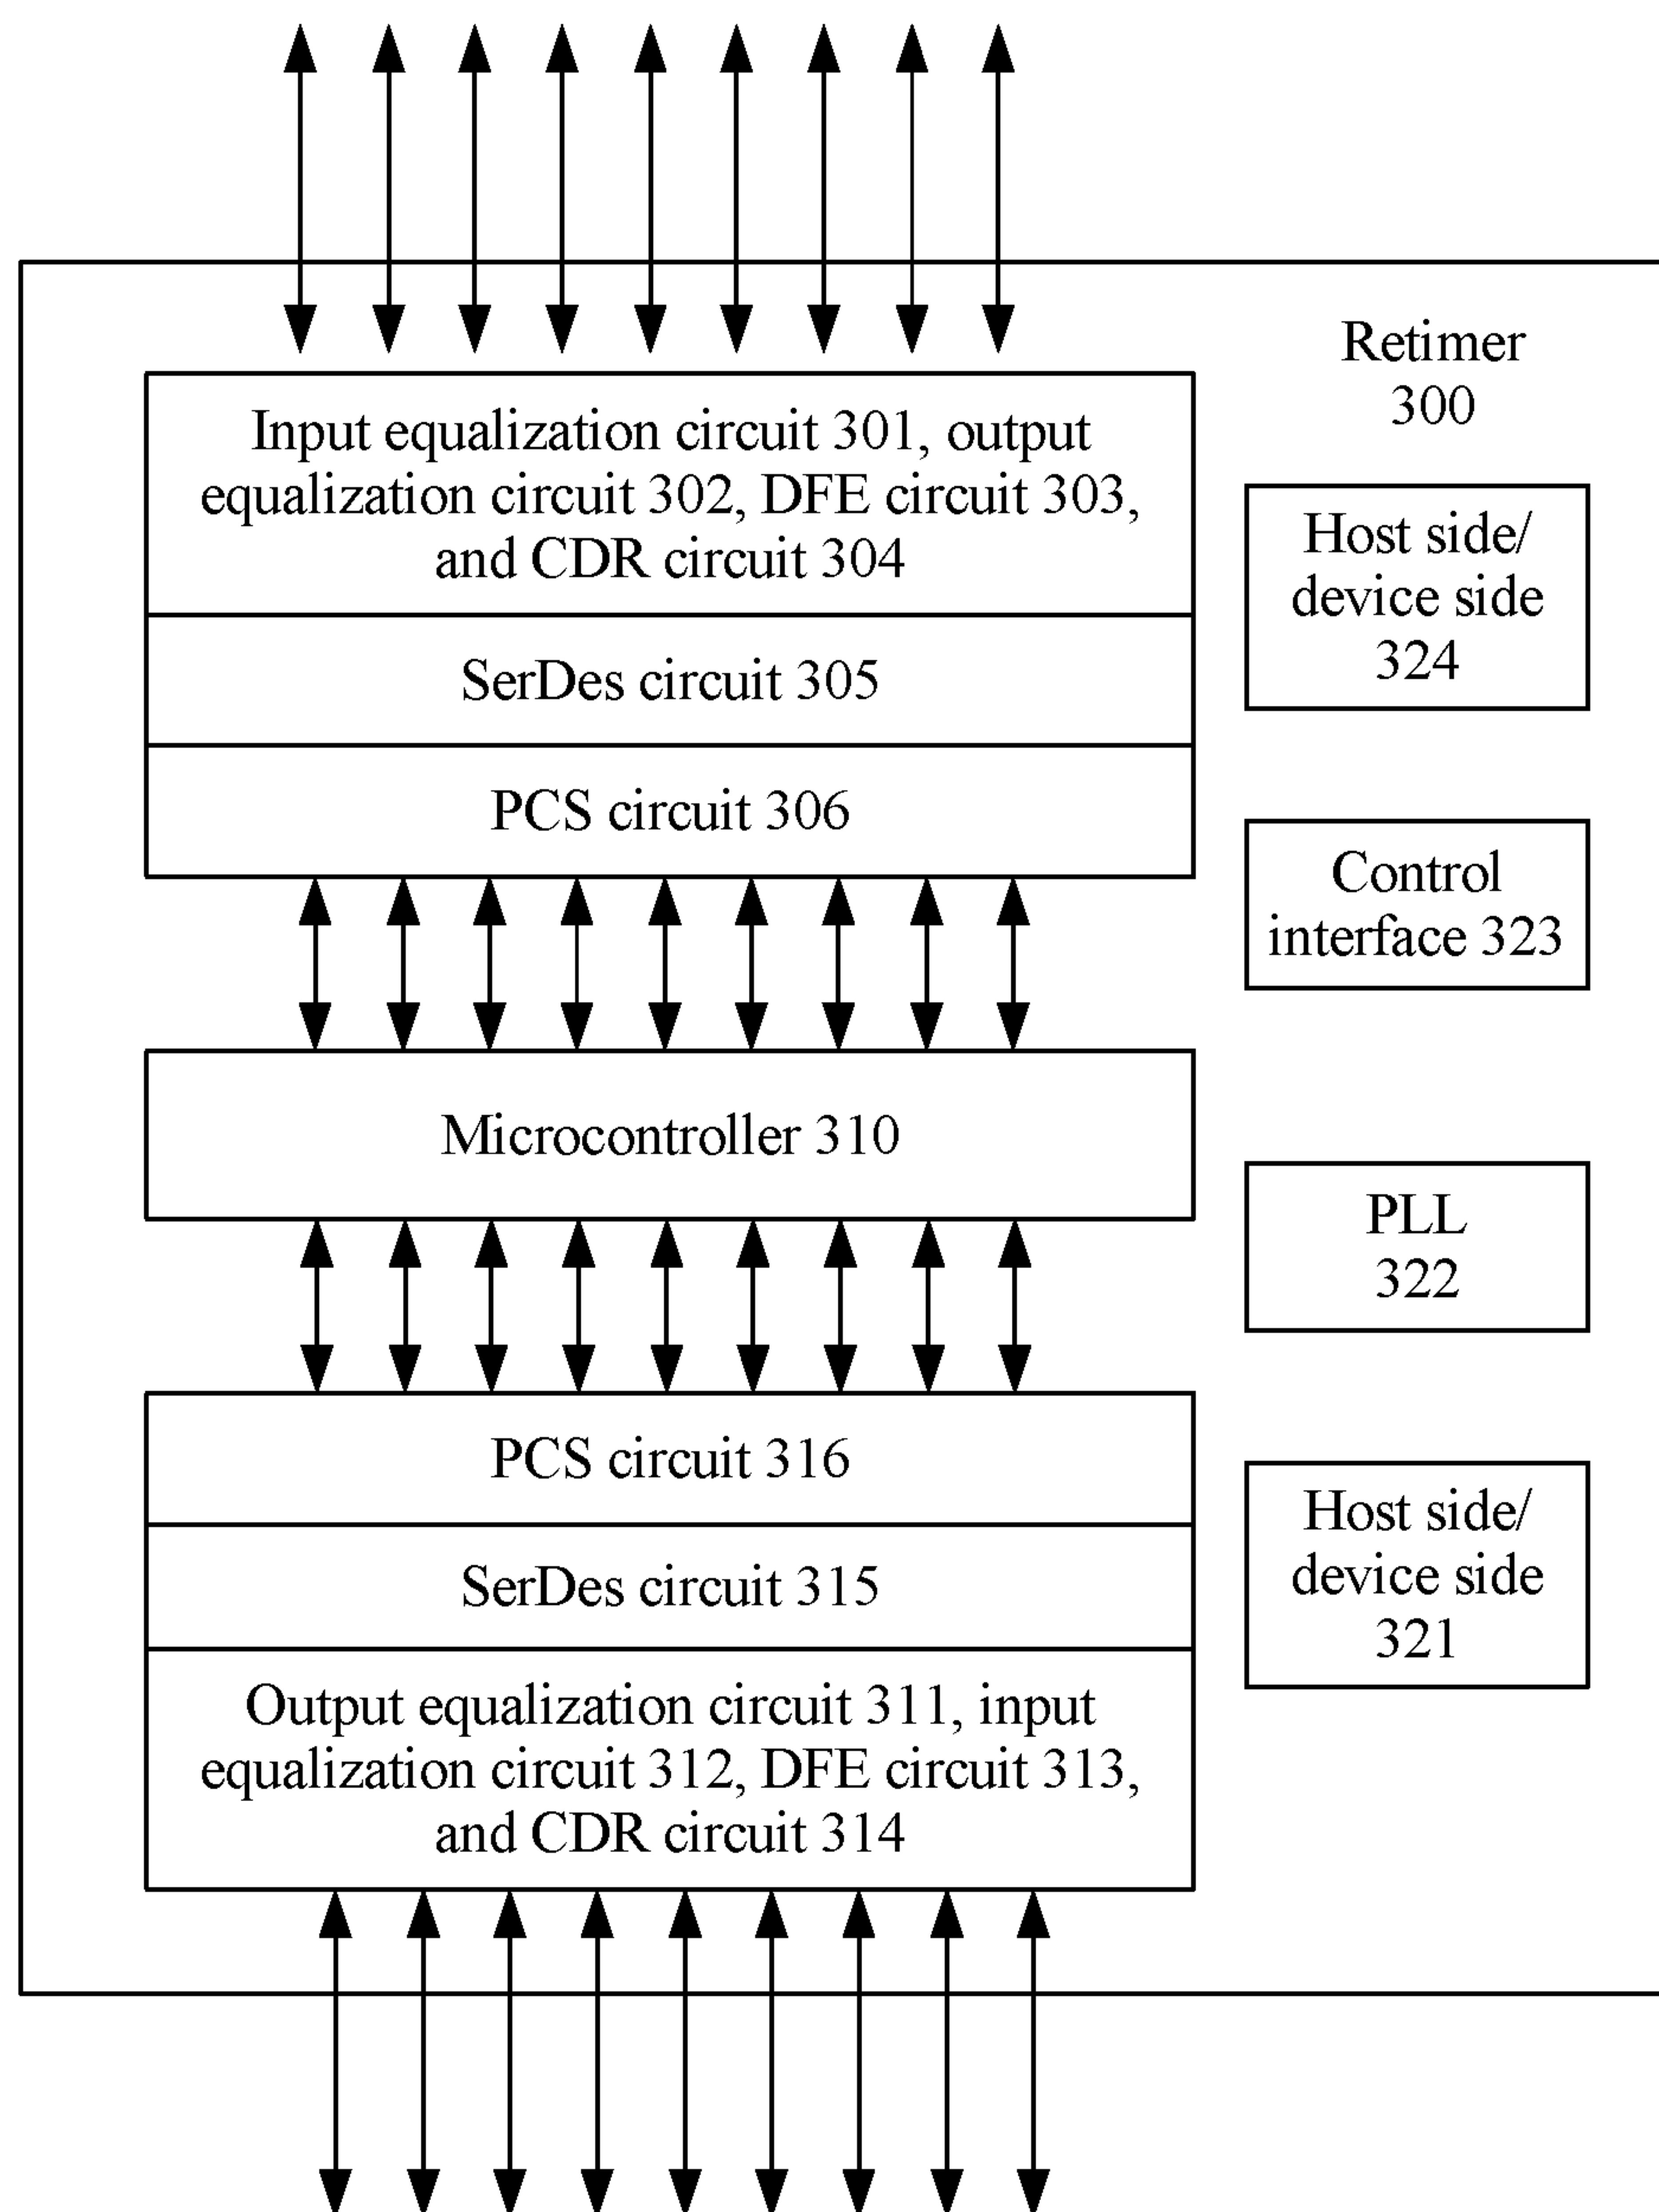 Retimer
300
Input equalization circuit 301, output
equalization circuit 302, DFE circuit 303,
and CDR circuit 304
SerDes circuit 305
PCS circuit 306
Host side/
device side
324
Control
interface 323
Microcontroller 310
PLL
322
PCS circuit 316
SerDes circuit 315
Output equalization circuit 311, input
equalization circuit 312, DFE circuit 313,
and CDR circuit 314
Host side/
device side
321